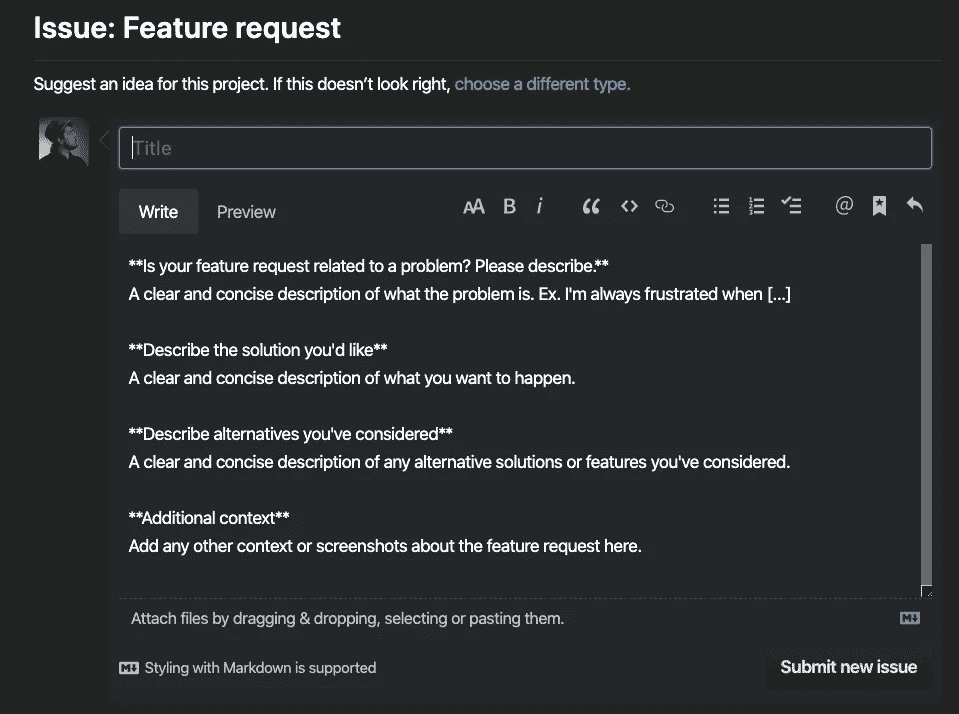 Issue: Feature request
Suggest an idea for this project. If this doesn’t look right, choose a different type.
Title
Write Preview AA B i “ <> @
**Is your feature request related to a problem? Please describe.**
A clear and concise description of what the problem is. Ex. I'm always frustrated when [...]
**Describe the solution you'd like**
A clear and concise description of what you want to happen.
**Describe alternatives you've considered**
A clear and concise description of any alternative solutions or features you've considered.
**Additional context**
Add any other context or screenshots about the feature request here.
Attach files by dragging & dropping, selecting or pasting them. M↓
M↓ Styling with Markdown is supported Submit new issue